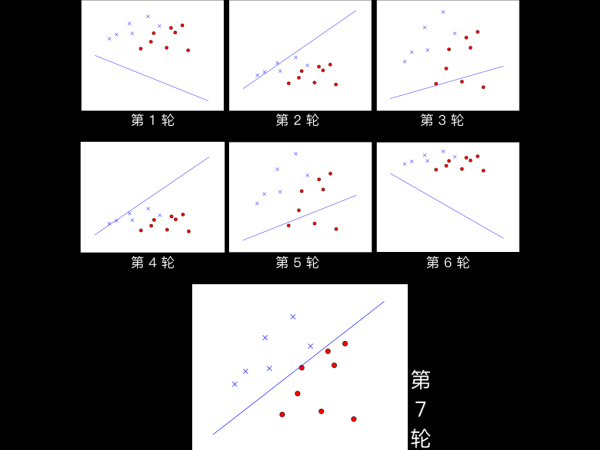 第 1 轮
第 2 轮
第 3 轮
第 4 轮
第 5 轮
第 6 轮
第
7
轮